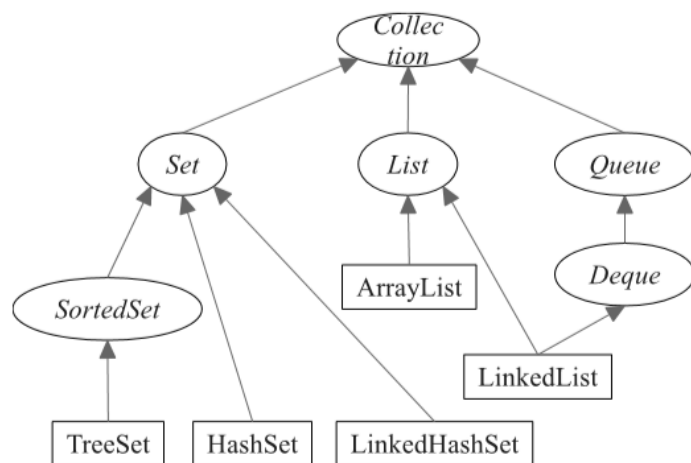 Collec
tion
Set
List
Queue
ArrayList
Deque
SortedSet
LinkedList
TreeSet
HashSet
LinkedHashSet